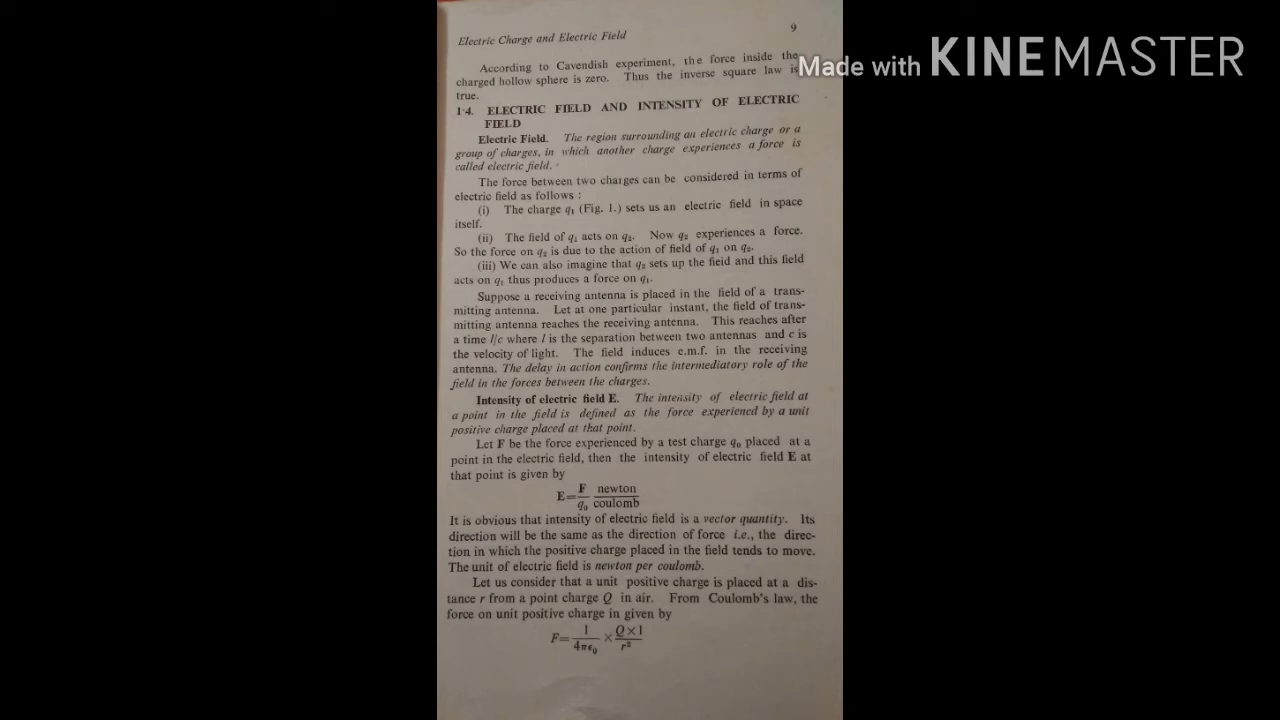 Electric Charge and Electric Field 9
Made with KINEMASTER
According to Cavendish experiment, the force inside the
charged hollow sphere is zero. Thus the inverse square law is
true.
1·4. ELECTRIC FIELD AND INTENSITY OF ELECTRIC
FIELD
Electric Field. The region surrounding an electric charge or a
group of charges, in which another charge experiences a force is
called electric field.
The force between two charges can be considered in terms of
electric field as follows :
(i) The charge q₁ (Fig. 1.) sets us an electric field in space
itself.
(ii) The field of q₁ acts on q₂. Now q₂ experiences a force.
So the force on q₂ is due to the action of field of q₁ on q₂.
(iii) We can also imagine that q₂ sets up the field and this field
acts on q₁ thus produces a force on q₁.
Suppose a receiving antenna is placed in the field of a trans-
mitting antenna. Let at one particular instant, the field of trans-
mitting antenna reaches the receiving antenna. This reaches after
a time l/c where l is the separation between two antennas and c is
the velocity of light. The field induces e.m.f. in the receiving
antenna. The delay in action confirms the intermediatory role of the
field in the forces between the charges.
Intensity of electric field E. The intensity of electric field at
a point in the field is defined as the force experienced by a unit
positive charge placed at that point.
Let F be the force experienced by a test charge q₀ placed at a
point in the electric field, then the intensity of electric field E at
that point is given by
E=F/q₀ newton/coulomb
It is obvious that intensity of electric field is a vector quantity. Its
direction will be the same as the direction of force i.e., the direc-
tion in which the positive charge placed in the field tends to move.
The unit of electric field is newton per coulomb.
Let us consider that a unit positive charge is placed at a dis-
tance r from a point charge Q in air. From Coulomb's law, the
force on unit positive charge in given by
F=1/4πε₀ × Q×1/r²